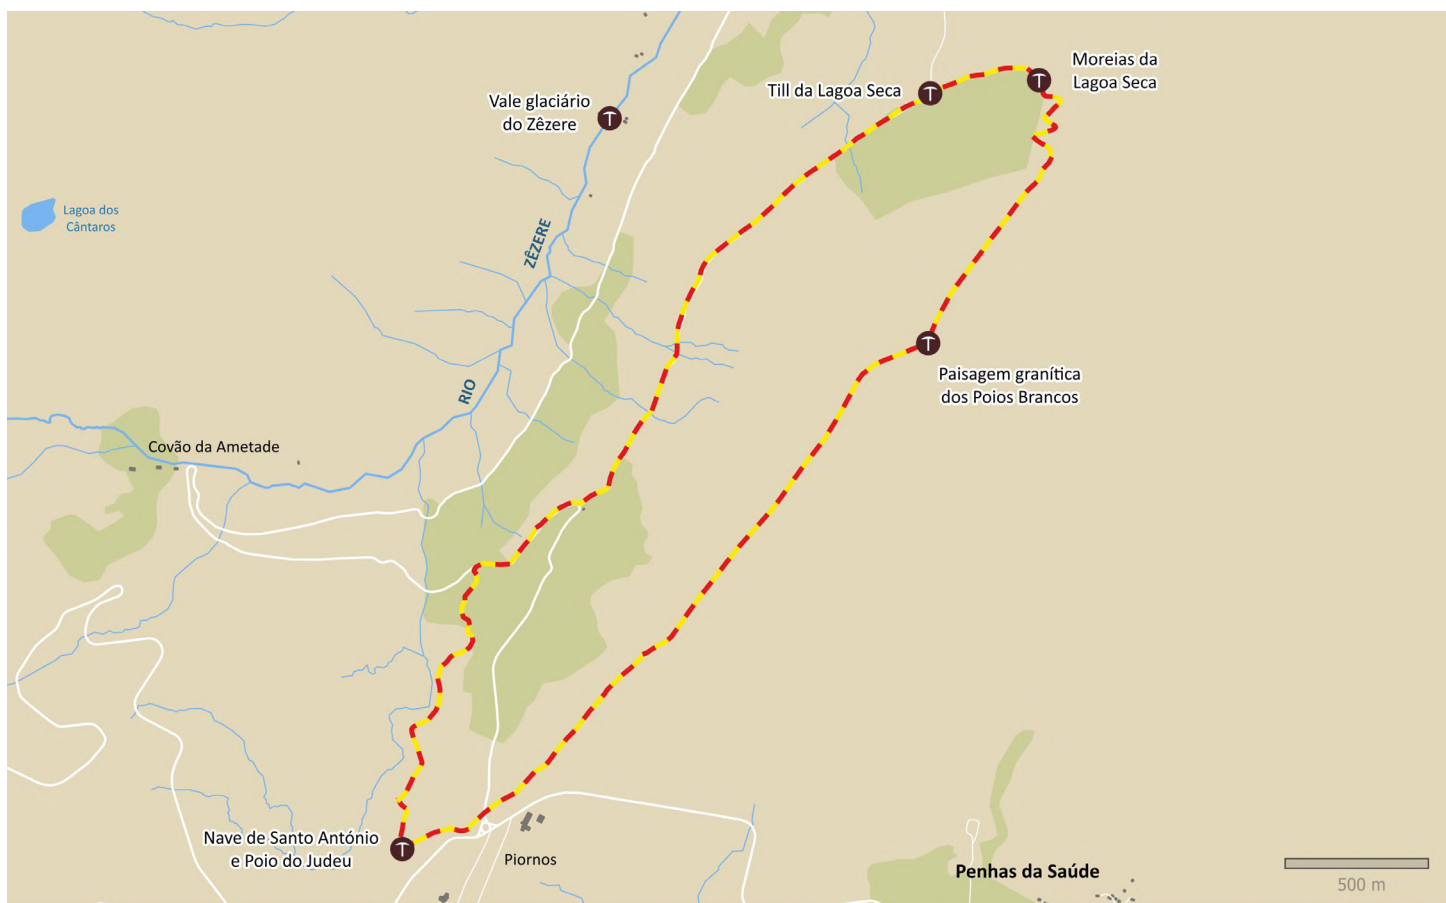 Moreias da
Lagoa Seca
Till da Lagoa Seca
Vale glaciário
do Zêzere
Lagoa dos
Cântaros
RIO ZÊZERE
Paisagem granítica
dos Poios Brancos
Covão da Ametade
Nave de Santo António
e Poio do Judeu
Piornos
Penhas da Saúde
500 m